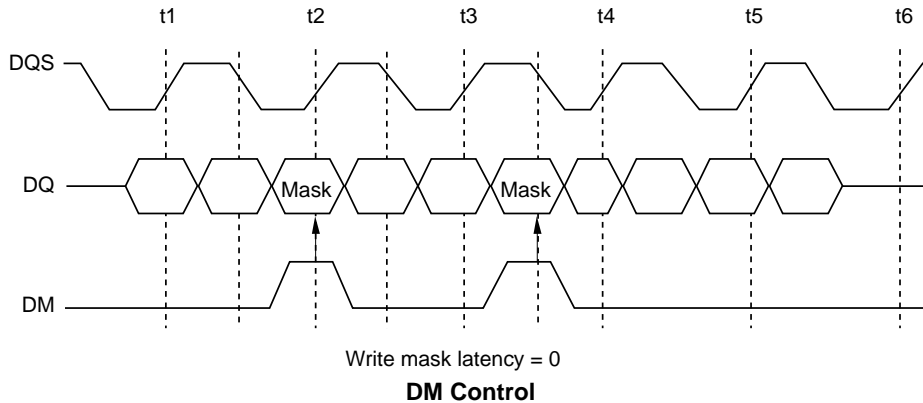 t1 t2 t3 t4 t5 t6
DQS
DQ Mask Mask
DM
Write mask latency = 0
DM Control